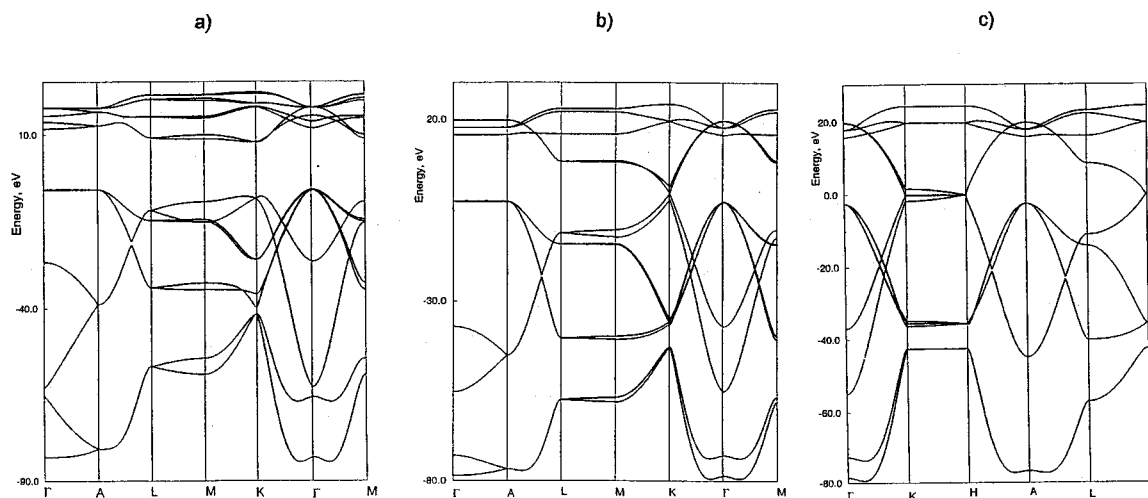 a)
b)
c)
Energy, eV
10.0
-40.0
-90.0
Γ A L M K Γ M
Energy, eV
20.0
-30.0
-80.0
Γ A L M K Γ M
Energy, eV
20.0
0.0
-20.0
-40.0
-60.0
-80.0
Γ K H A L